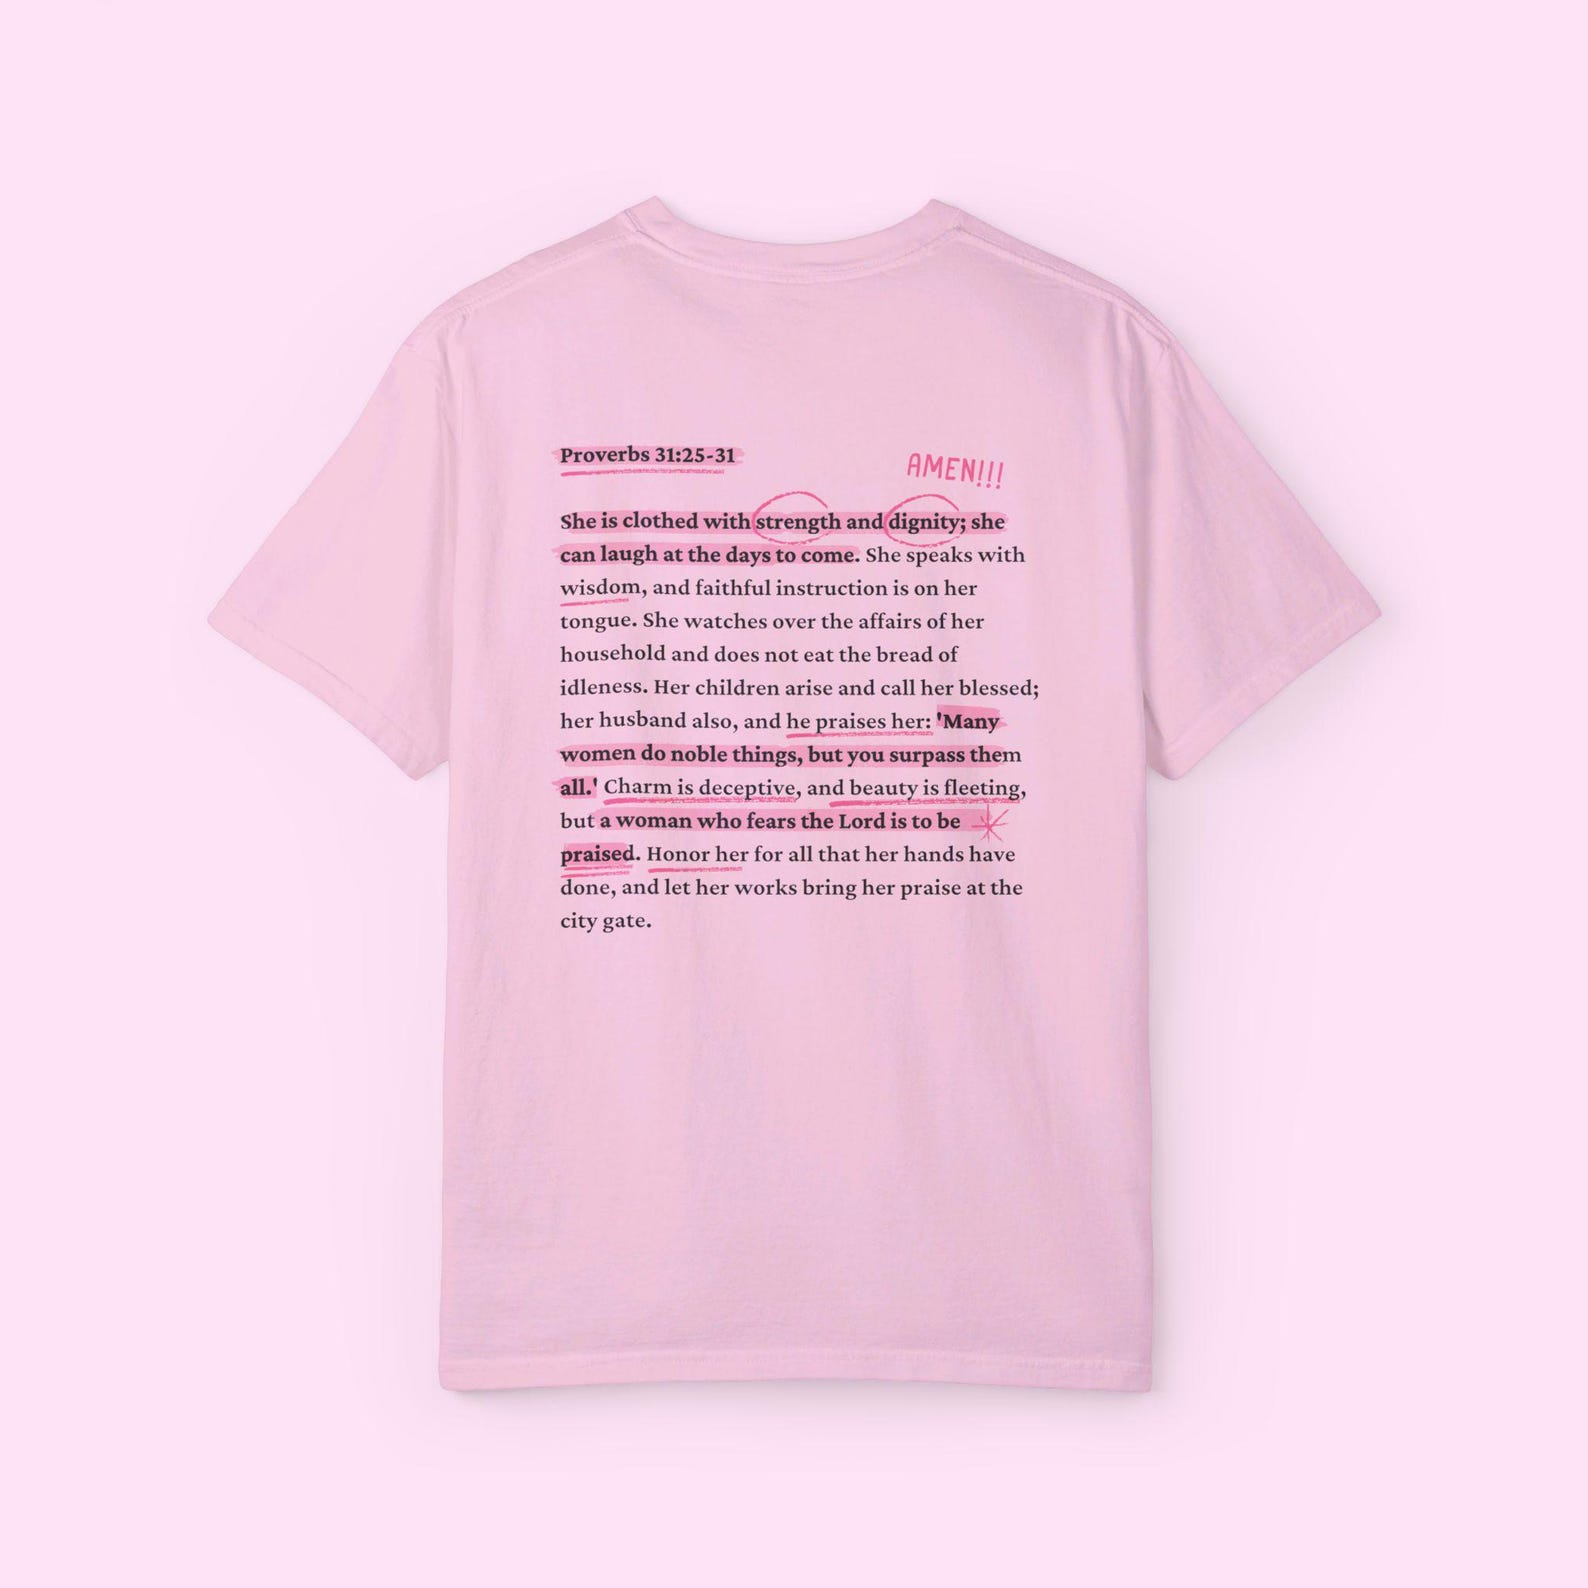 Proverbs 31:25-31
AMEN!!!
She is clothed with strength and dignity; she
can laugh at the days to come. She speaks with
wisdom, and faithful instruction is on her
tongue. She watches over the affairs of her
household and does not eat the bread of
idleness. Her children arise and call her blessed;
her husband also, and he praises her: 'Many
women do noble things, but you surpass them
all.' Charm is deceptive, and beauty is fleeting,
but a woman who fears the Lord is to be
praised. Honor her for all that her hands have
done, and let her works bring her praise at the
city gate.